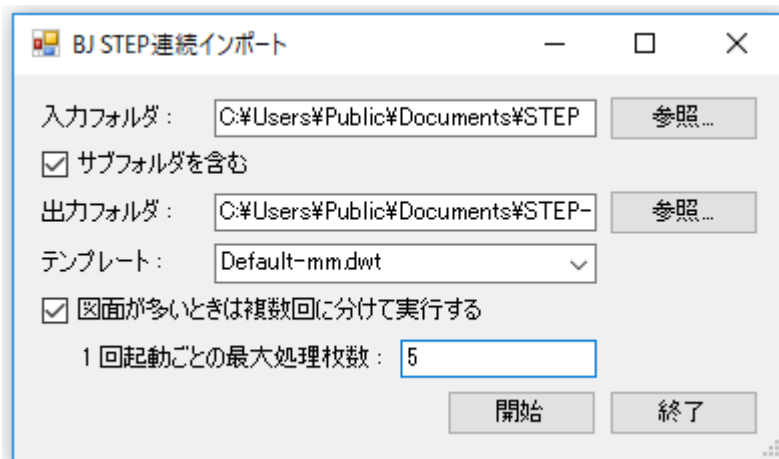 BJ STEP連続インポート
入力フォルダ： C:¥Users¥Public¥Documents¥STEP 参照...
サブフォルダを含む
出力フォルダ： C:¥Users¥Public¥Documents¥STEP- 参照...
テンプレート： Default-mm.dwt
図面が多いときは複数回に分けて実行する
1回起動ごとの最大処理枚数： 5
開始 終了